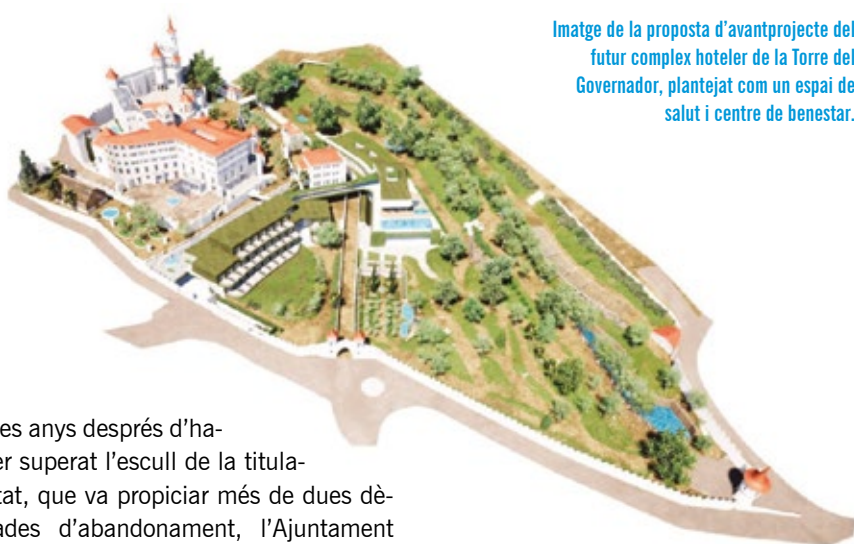 Imatge de la proposta d'avantprojecte del
futur complex hoteler de la Torre del
Governador, plantejat com un espai de
salut i centre de benestar.
es anys després d'ha-
er superat l'escull de la titula-
tat, que va propiciar més de dues dè-
ades d'abandonament, l'Ajuntament